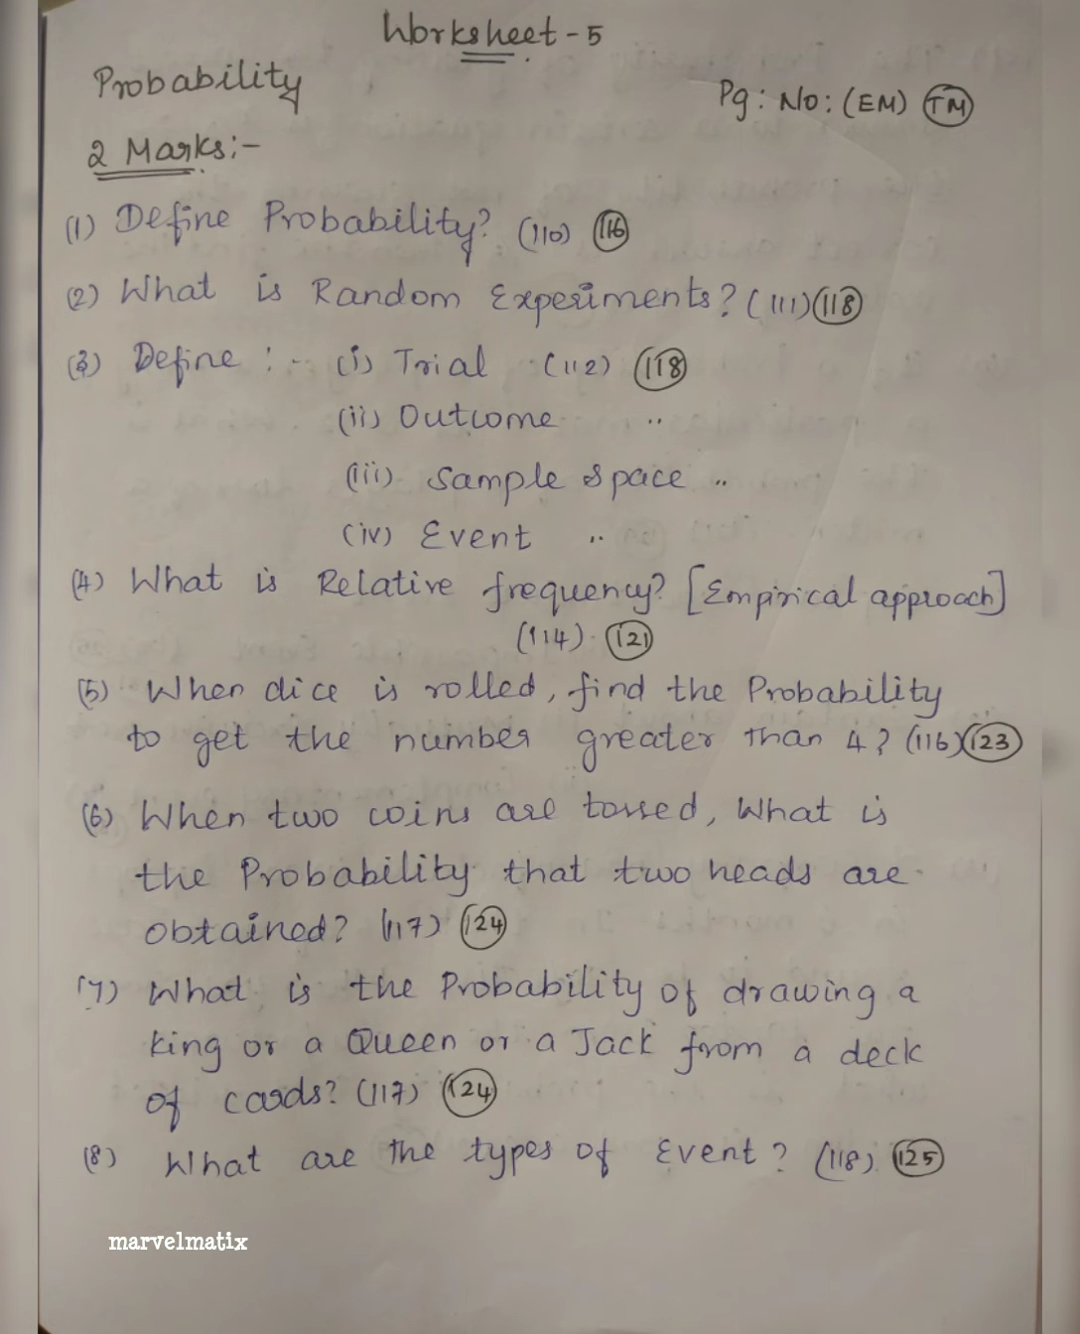 Worksheet - 5
Probability
Pg: No: (EM) (TM)
2 Marks:-
(1) Define Probability? (110) (116)
(2) What is Random Experiments? (111) (118)
(3) Define :- (i) Trial (112) (118)
(ii) Outcome "
(iii) Sample Space "
(iv) Event "
(4) What is Relative frequency? [Empirical approach]
(114) (121)
(5) When dice is rolled, find the Probability
to get the number greater than 4? (116) (123)
(6) When two coins are tossed, What is
the Probability that two heads are
obtained? (117) (124)
(7) What is the Probability of drawing a
king or a Queen or a Jack from a deck
of cards? (117) (124)
(8) What are the types of Event? (118) (125)
marvelmatix